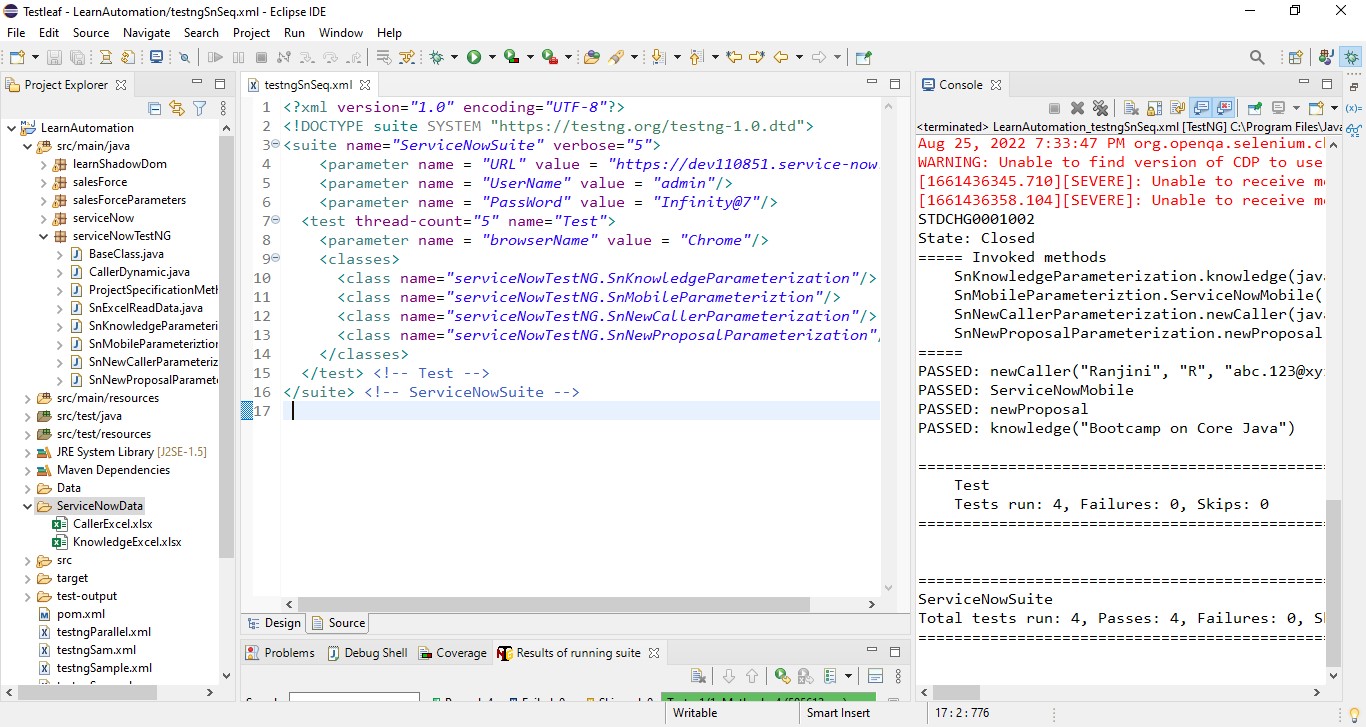 Testleaf - LearnAutomation/testngSnSeq.xml - Eclipse IDE
File Edit Source Navigate Search Project Run Window Help
Project Explorer
LearnAutomation
src/main/java
learnShadowDom
salesForce
salesForceParameters
serviceNow
serviceNowTestNG
BaseClass.java
CallerDynamic.java
ProjectSpecificationMeth
SnExcelReadData.java
SnKnowledgeParameteri
SnMobileParameteriztion
SnNewCallerParameteriz
SnNewProposalParamete
src/main/resources
src/test/java
src/test/resources
JRE System Library [J2SE-1.5]
Maven Dependencies
Data
ServiceNowData
CallerExcel.xlsx
KnowledgeExcel.xlsx
src
target
test-output
pom.xml
testngParallel.xml
testngSam.xml
testngSample.xml
testngSnSeq.xml
1 <?xml version="1.0" encoding="UTF-8"?>
2 <!DOCTYPE suite SYSTEM "https://testng.org/testng-1.0.dtd">
3 <suite name="ServiceNowSuite" verbose="5">
4 <parameter name = "URL" value = "https://dev110851.service-now.
5 <parameter name = "UserName" value = "admin"/>
6 <parameter name = "PassWord" value = "Infinity@7"/>
7 <test thread-count="5" name="Test">
8 <parameter name = "browserName" value = "Chrome"/>
9 <classes>
10 <class name="serviceNowTestNG.SnKnowledgeParameterization"/>
11 <class name="serviceNowTestNG.SnMobileParameteriztion"/>
12 <class name="serviceNowTestNG.SnNewCallerParameterization"/>
13 <class name="serviceNowTestNG.SnNewProposalParameterization"/
14 </classes>
15 </test> <!-- Test -->
16 </suite> <!-- ServiceNowSuite -->
17
Design Source
Problems Debug Shell Coverage Results of running suite
Console
<terminated> LearnAutomation_testngSnSeq.xml [TestNG] C:\Program Files\Java
Aug 25, 2022 7:33:47 PM org.openqa.selenium.ch
WARNING: Unable to find version of CDP to use
[1661436345.710][SEVERE]: Unable to receive me
[1661436358.104][SEVERE]: Unable to receive me
STDCHG0001002
State: Closed
===== Invoked methods
SnKnowledgeParameterization.knowledge(java
SnMobileParameteriztion.ServiceNowMobile(
SnNewCallerParameterization.newCaller(java
SnNewProposalParameterization.newProposal
=====
PASSED: newCaller("Ranjini", "R", "abc.123@xyz
PASSED: ServiceNowMobile
PASSED: newProposal
PASSED: knowledge("Bootcamp on Core Java")
===============================================
Test
Tests run: 4, Failures: 0, Skips: 0
===============================================
===============================================
ServiceNowSuite
Total tests run: 4, Passes: 4, Failures: 0, Sk
===============================================
Writable Smart Insert 17 : 2 : 776